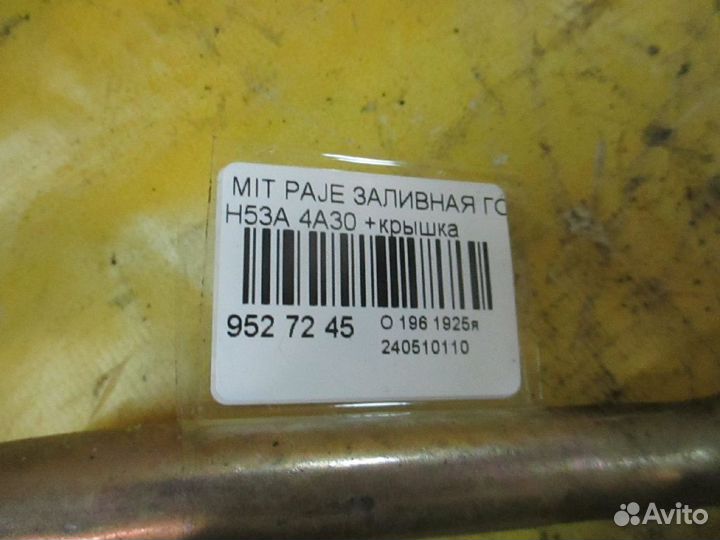 MIT PAJE ЗАЛИВНАЯ ГО
H53A 4A30 +крышка
952 72 45
O 196 1925я
240510110
Avito